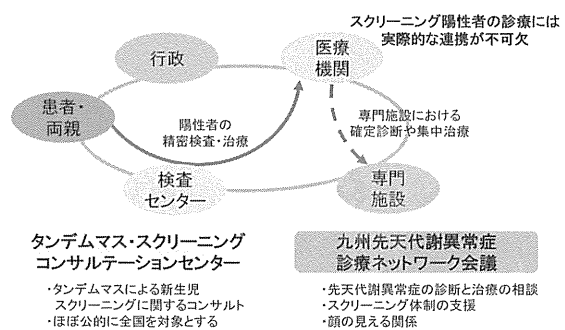 スクリーニング陽性者の診療には
実際的な連携が不可欠
行政
医療
機関
患者・
両親
陽性者の
精密検査・治療
専門施設における
確定診断や集中治療
検査
センター
専門
施設
タンデムマス・スクリーニング
コンサルテーションセンター
・タンデムマスによる新生児
スクリーニングに関するコンサルト
・ほぼ公的に全国を対象とする
九州先天代謝異常症
診療ネットワーク会議
・先天代謝異常症の診断と治療の相談
・スクリーニング体制の支援
・顔の見える関係